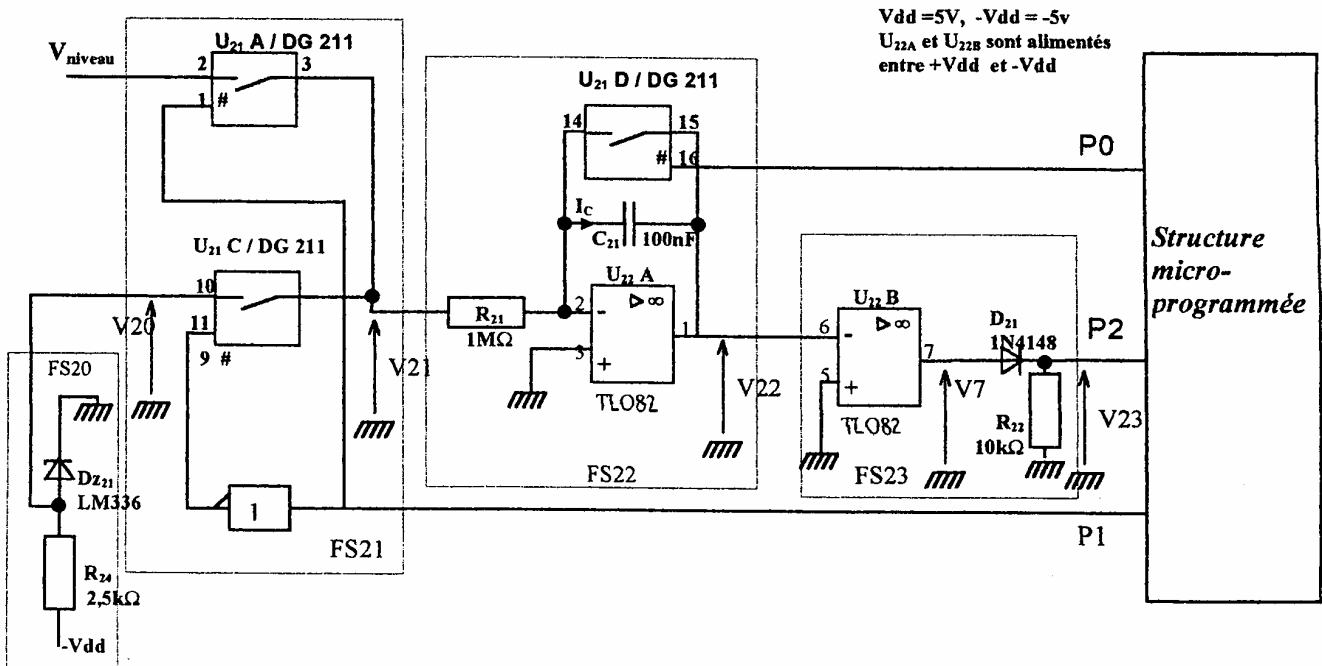 Vdd =5V, -Vdd = -5v
U22A et U22B sont alimentés
entre +Vdd et -Vdd
U21 A / DG 211
Vniveau
2
3
1
#
U21 D / DG 211
14
15
#
16
P0
IC
C21
100nF
U21 C / DG 211
10
11
9
#
V20
V21
R21
1MΩ
U22 A
▷ ∞
2
-
3
+
1
TL082
V22
FS22
U22 B
▷ ∞
6
-
5
+
7
TL082
V7
D21
1N4148
P2
R22
10kΩ
V23
FS23
Structure
micro-
programmée
FS20
Dz21
LM336
R24
2,5kΩ
-Vdd
1
FS21
P1